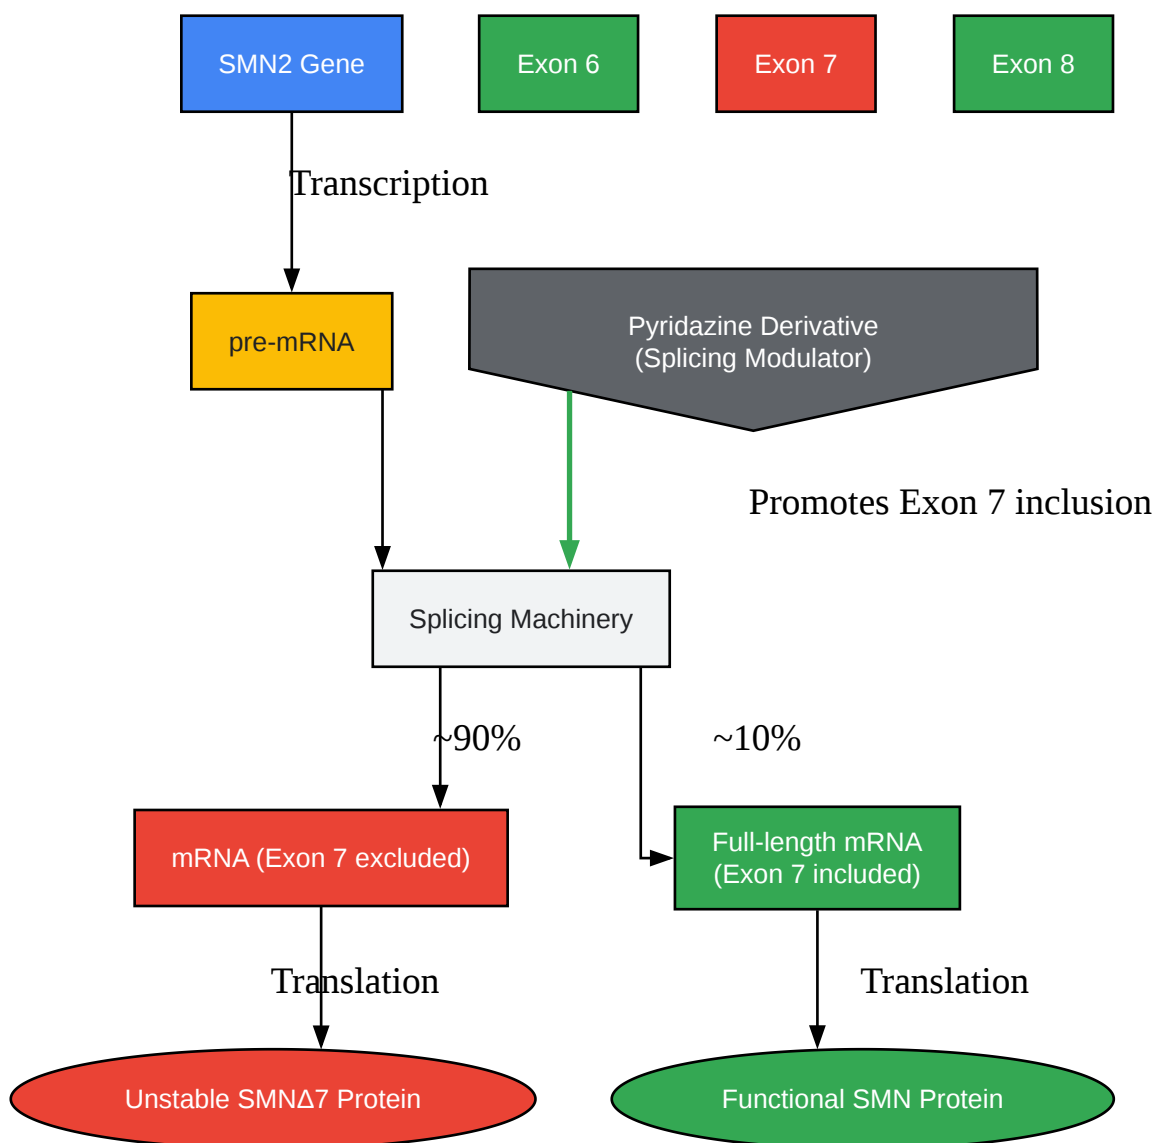 SMN2 Gene
Exon 6
Exon 7
Exon 8
Transcription
pre-mRNA
Pyridazine Derivative
(Splicing Modulator)
Promotes Exon 7 inclusion
Splicing Machinery
~90%
~10%
mRNA (Exon 7 excluded)
Full-length mRNA
(Exon 7 included)
Translation
Translation
Unstable SMNΔ7 Protein
Functional SMN Protein